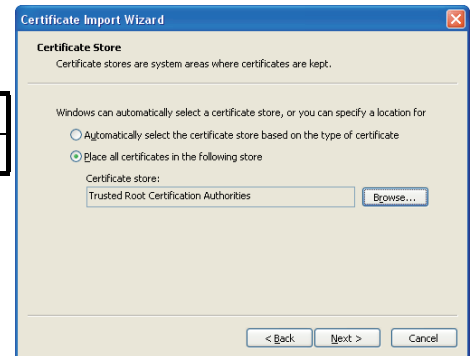 Certificate Import Wizard
Certificate Store
Certificate stores are system areas where certificates are kept.
Windows can automatically select a certificate store, or you can specify a location for
Automatically select the certificate store based on the type of certificate
Place all certificates in the following store
Certificate store:
Trusted Root Certification Authorities
Browse...
< Back
Next >
Cancel